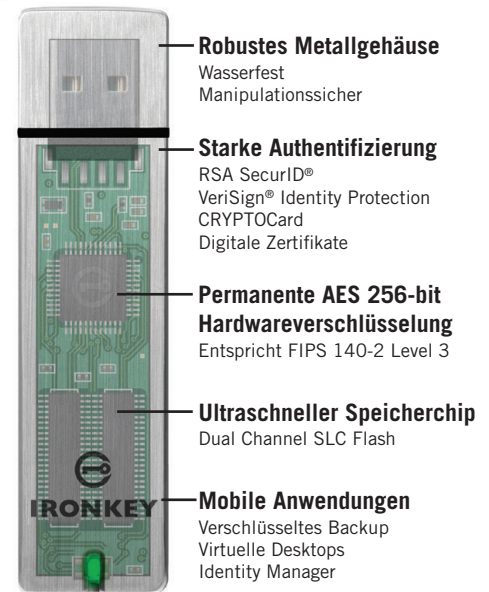 Robustes Metallgehäuse
Wasserfest
Manipulationssicher
Starke Authentifizierung
RSA SecurID®
VeriSign® Identity Protection
CRYPTOCard
Digitale Zertifikate
Permanente AES 256-bit
Hardwareverschlüsselung
Entspricht FIPS 140-2 Level 3
Ultraschneller Speicherchip
Dual Channel SLC Flash
IRONKEY
Mobile Anwendungen
Verschlüsseltes Backup
Virtuelle Desktops
Identity Manager